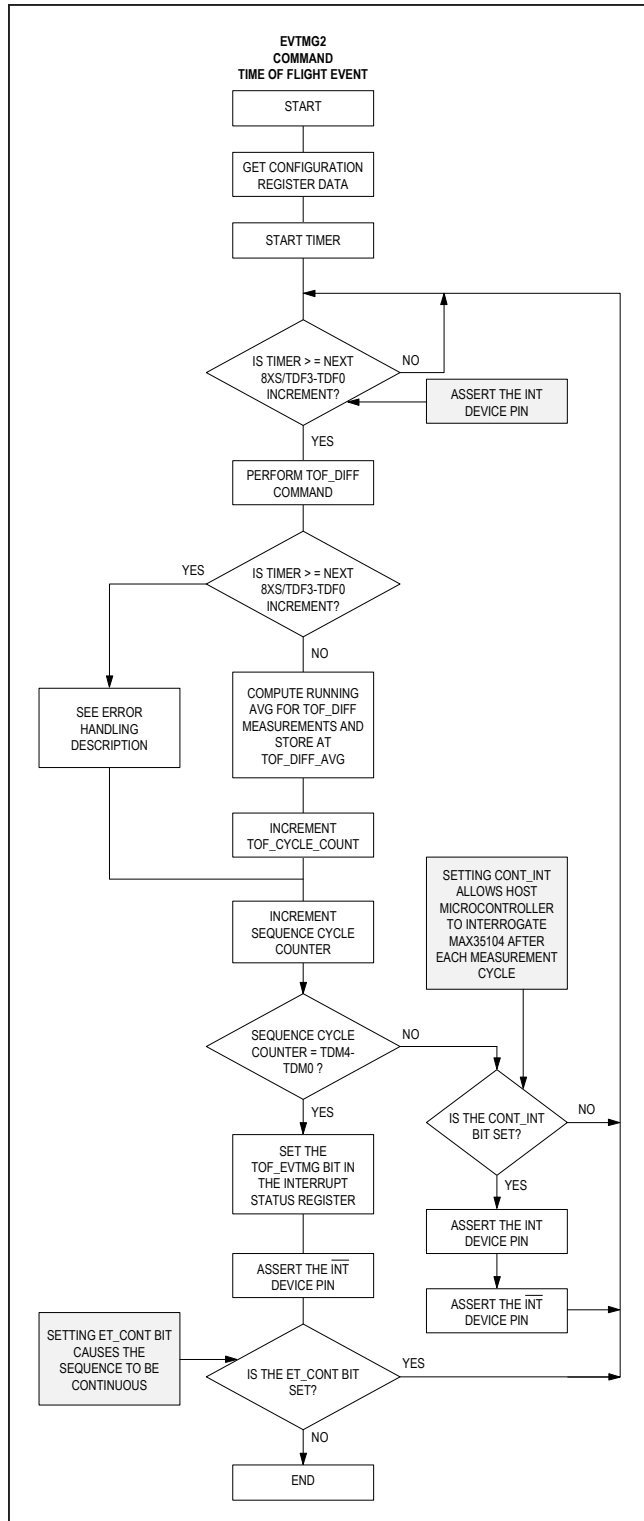 EVTMG2
COMMAND
TIME OF FLIGHT EVENT
START
GET CONFIGURATION
REGISTER DATA
START TIMER
IS TIMER > = NEXT
8XS/TDF3-TDF0
INCREMENT?
NO
ASSERT THE INT
DEVICE PIN
YES
PERFORM TOF_DIFF
COMMAND
YES
IS TIMER > = NEXT
8XS/TDF3-TDF0
INCREMENT?
NO
SEE ERROR
HANDLING
DESCRIPTION
COMPUTE RUNNING
AVG FOR TOF_DIFF
MEASUREMENTS AND
STORE AT
TOF_DIFF_AVG
INCREMENT
TOF_CYCLE_COUNT
SETTING CONT_INT
ALLOWS HOST
MICROCONTROLLER
TO INTERROGATE
MAX35104 AFTER
EACH MEASUREMENT
CYCLE
INCREMENT
SEQUENCE CYCLE
COUNTER
SEQUENCE CYCLE
COUNTER = TDM4-
TDM0 ?
NO
YES
IS THE CONT_INT
BIT SET?
NO
YES
SET THE
TOF_EVTMG BIT IN
THE INTERRUPT
STATUS REGISTER
ASSERT THE INT
DEVICE PIN
ASSERT THE INT
DEVICE PIN
ASSERT THE INT
DEVICE PIN
SETTING ET_CONT BIT
CAUSES THE
SEQUENCE TO BE
CONTINUOUS
IS THE ET_CONT BIT
SET?
YES
NO
END